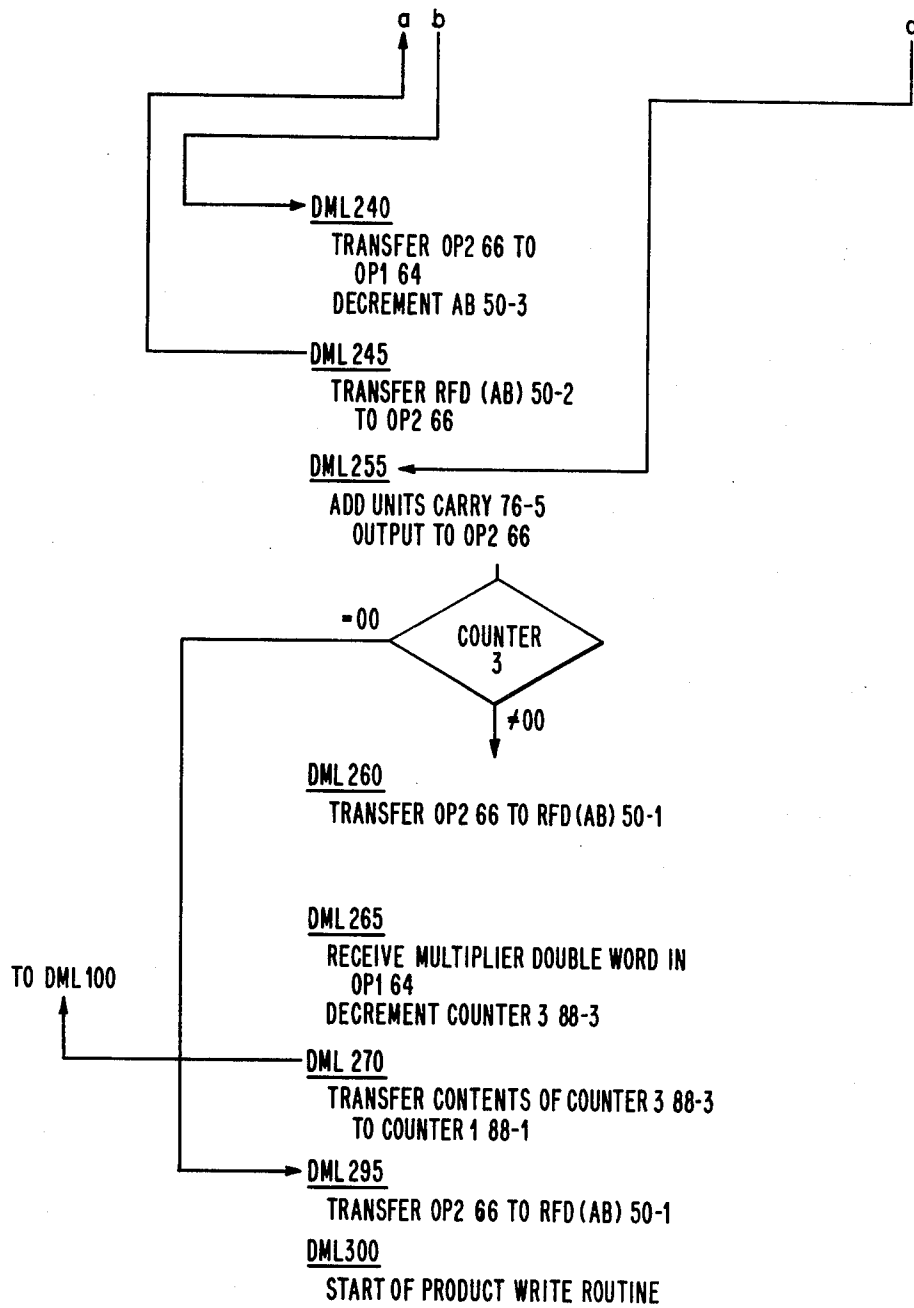 a b
d
DML240
TRANSFER OP2 66 TO
OP1 64
DECREMENT AB 50-3
DML245
TRANSFER RFD (AB) 50-2
TO OP2 66
DML255
ADD UNITS CARRY 76-5
OUTPUT TO OP2 66
=00
COUNTER
3
≠00
DML260
TRANSFER OP2 66 TO RFD (AB) 50-1
DML265
RECEIVE MULTIPLIER DOUBLE WORD IN
OP1 64
DECREMENT COUNTER 3 88-3
TO DML100
DML 270
TRANSFER CONTENTS OF COUNTER 3 88-3
TO COUNTER 1 88-1
DML295
TRANSFER OP2 66 TO RFD (AB) 50-1
DML300
START OF PRODUCT WRITE ROUTINE